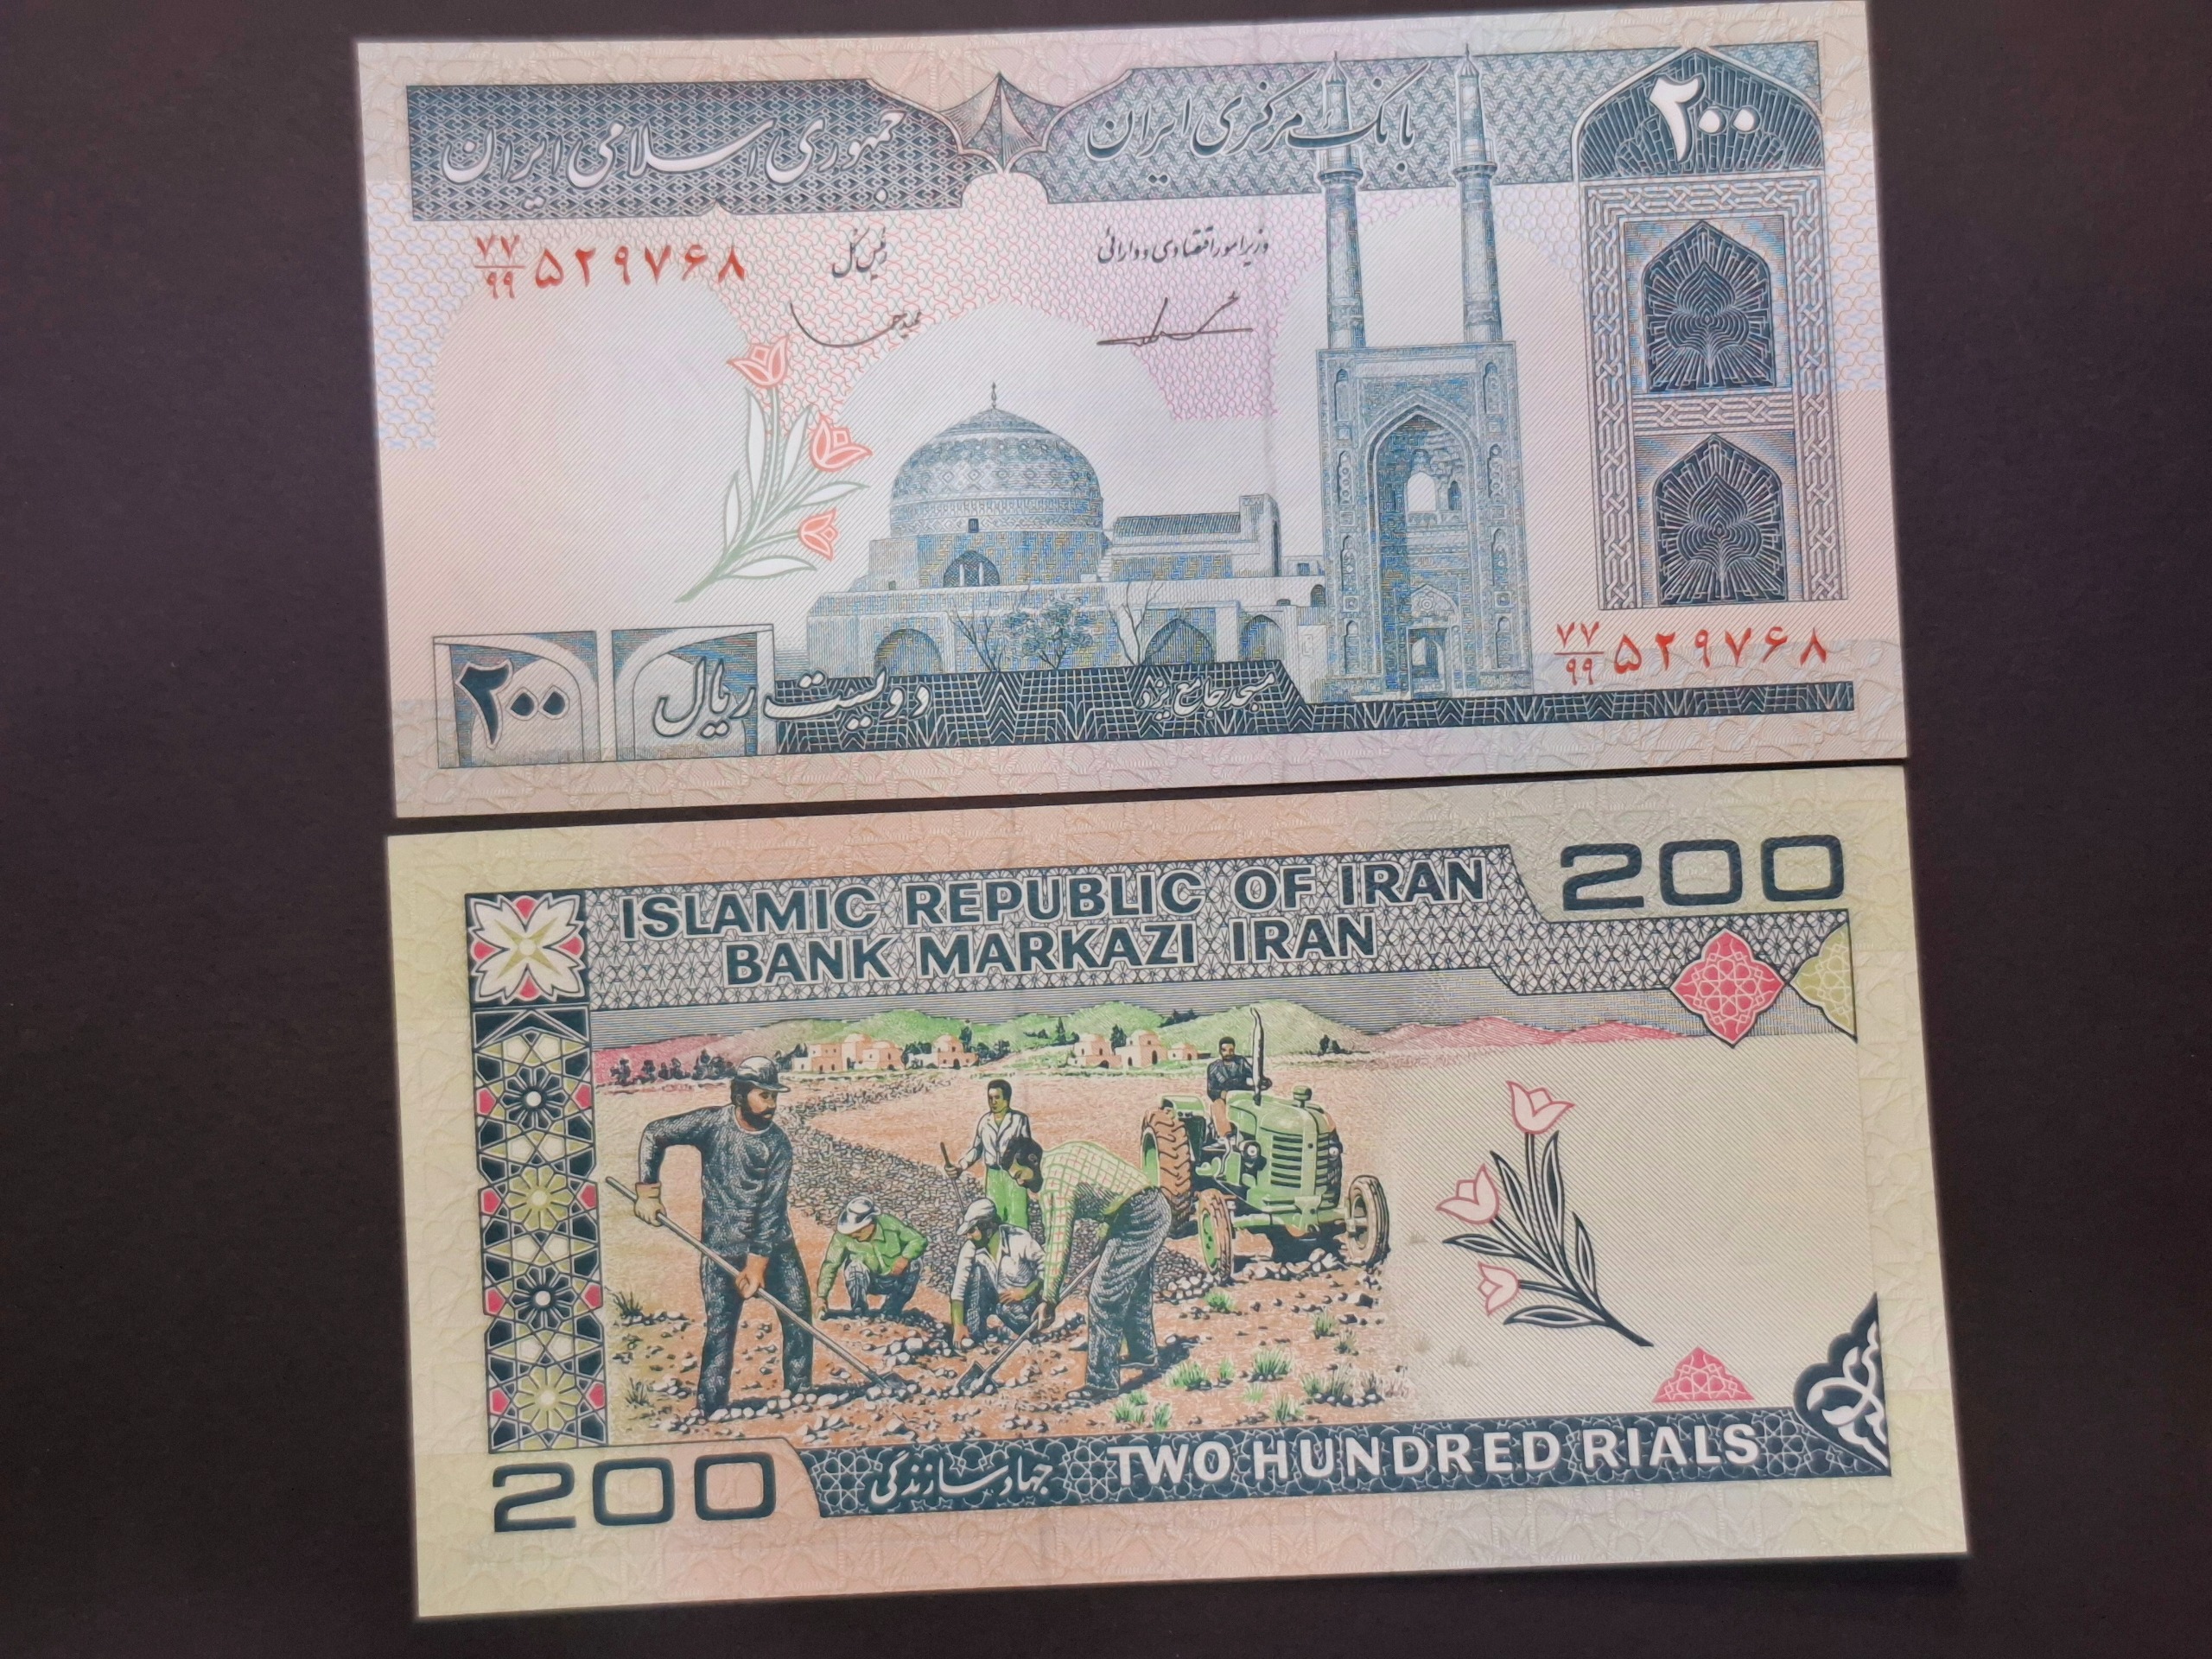 جمهوری اسلامی ایران
بانک مرکزی ایران
۲۰۰
۷۷/۹۹ ۵۲۹۷۶۸
رئیس کل
وزیر امور اقتصادی و دارائی
۷۷/۹۹ ۵۲۹۷۶۸
۲۰۰
دویست ریال
مسجد جامع یزد
ISLAMIC REPUBLIC OF IRAN
BANK MARKAZI IRAN
200
200
جهاد سازندگی
TWO HUNDRED RIALS